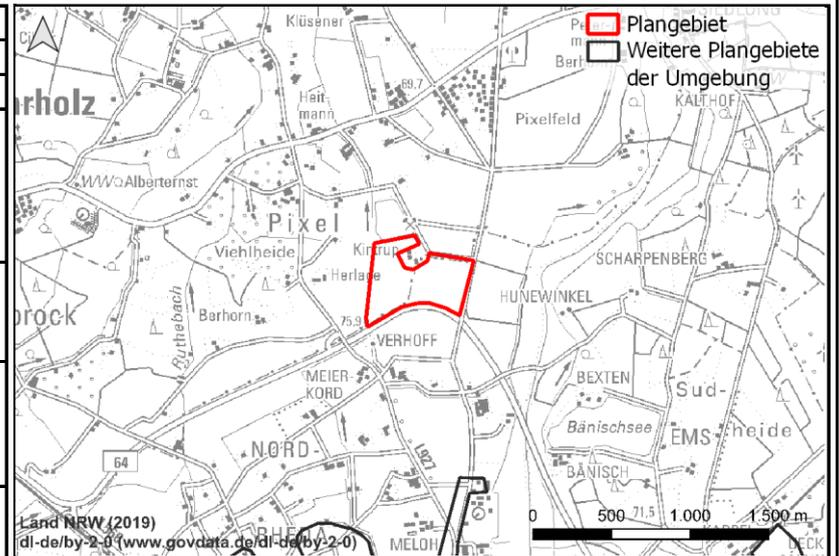 Plangebiet
Weitere Plangebiete
der Umgebung
Klüsener
69.7
Heit-
mann
KALTHOF
Pixelfeld
rholz
Alberternst
Pixel
Kintrup
Viehlheide
Herlage
SCHARPENBERG
HUNEWINKEL
brock
Ruthebach
Berhorn
75.9
VERHOFF
MEIER-
KORD
BEXTEN
Sud-
Bänischsee
EMS
heide
NORD-
L927
64
BÄNISCH
71,5
0 500 1.000 1.500 m
Land NRW (2019)
dl-de/by-2-0 (www.govdata.de/dl-de/by-2-0)
MELOH